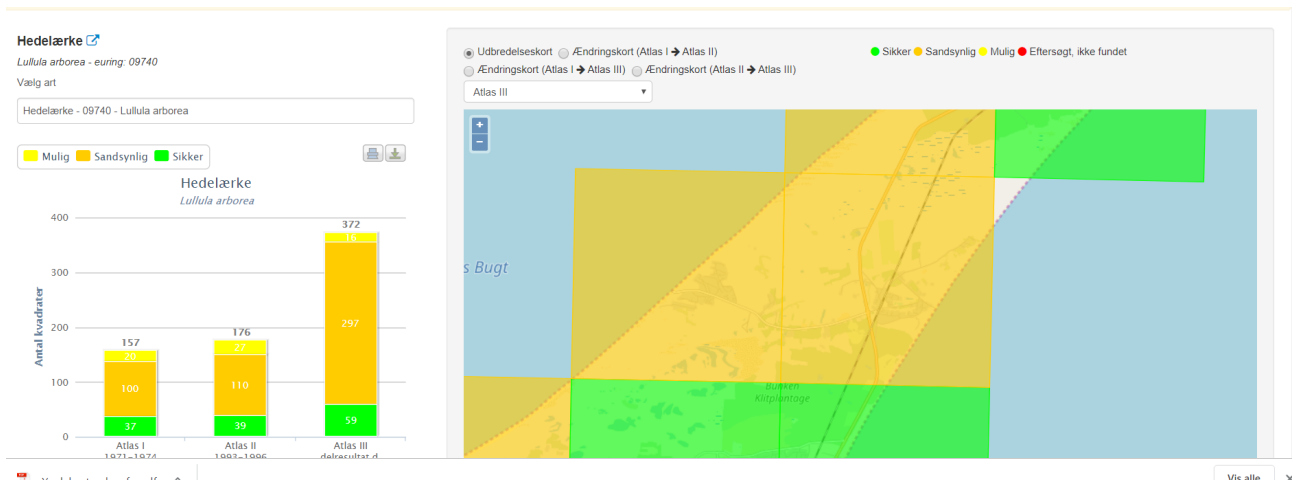 Hedelærke
Lullula arborea - euring: 09740
Vælg art
Hedelærke - 09740 - Lullula arborea
Mulig Sandsynlig Sikker
Hedelærke
Lullula arborea
Antal kvadrater
400
300
200
100
0
157
20
100
37
176
27
110
39
372
16
297
59
Atlas I
1971-1974
Atlas II
1993-1996
Atlas III
delresultat d
Udbredelseskort Ændringskort (Atlas I → Atlas II)
Ændringskort (Atlas I → Atlas III) Ændringskort (Atlas II → Atlas III)
Sikker Sandsynlig Mulig Eftersøgt, ikke fundet
Atlas III
+
−
s Bugt
Bunken
Klitplantage
Vis alle